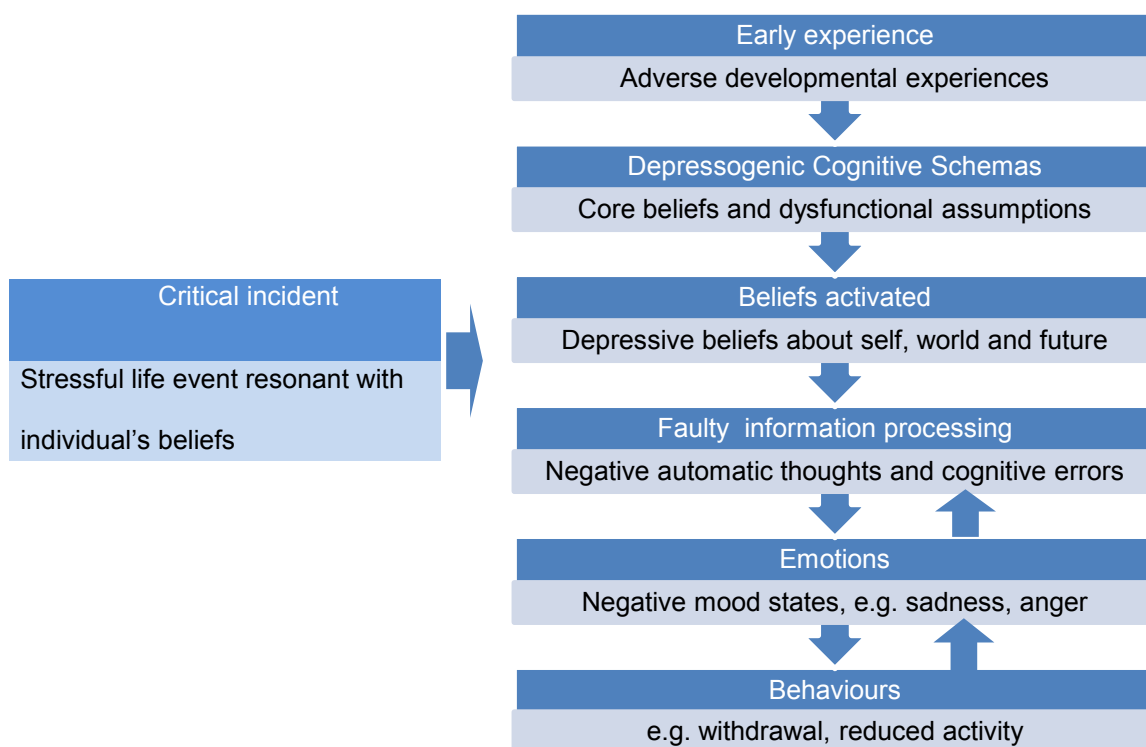 Early experience
Adverse developmental experiences
Depressogenic Cognitive Schemas
Core beliefs and dysfunctional assumptions
Critical incident
Stressful life event resonant with
individual’s beliefs
Beliefs activated
Depressive beliefs about self, world and future
Faulty  information processing
Negative automatic thoughts and cognitive errors
Emotions
Negative mood states, e.g. sadness, anger
Behaviours
e.g. withdrawal, reduced activity